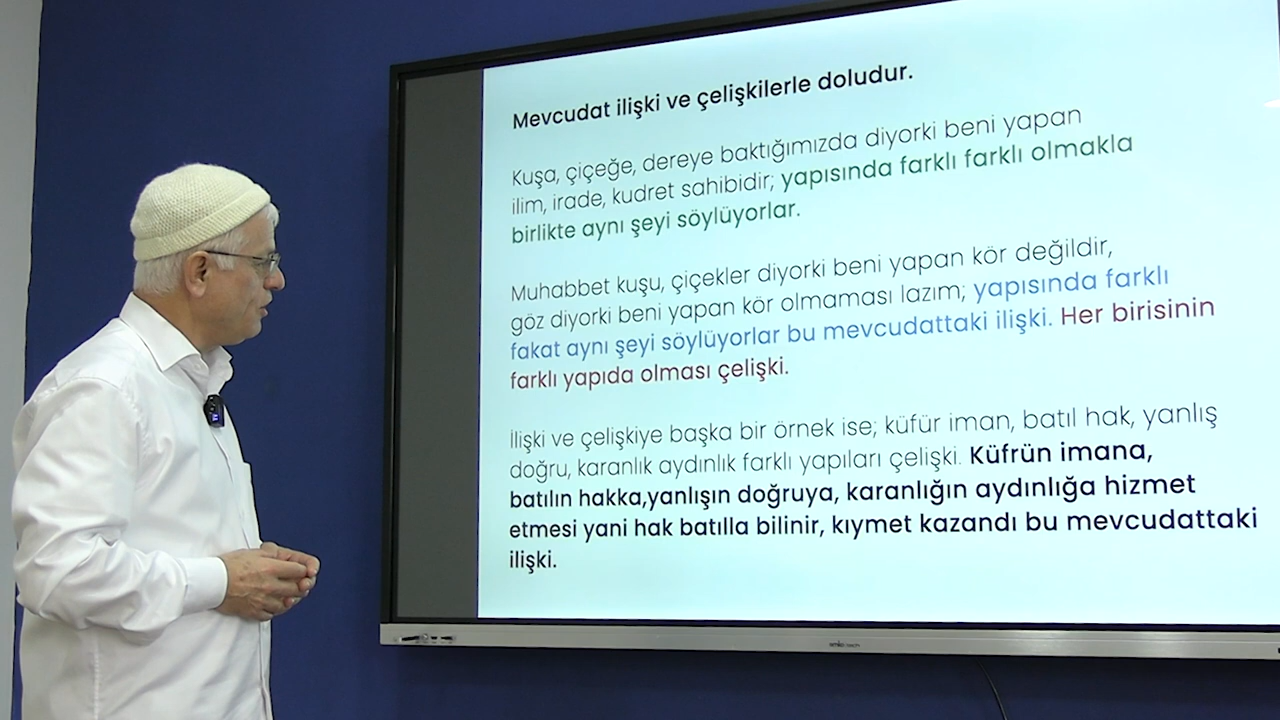 Mevcudat ilişki ve çelişkilerle doludur.
Kuşa, çiçeğe, dereye baktığımızda diyorki beni yapan
ilim, irade, kudret sahibidir; yapısında farklı farklı olmakla
birlikte aynı şeyi söylüyorlar.
Muhabbet kuşu, çiçekler diyorki beni yapan kör değildir,
göz diyorki beni yapan kör olmaması lazım; yapısında farklı
fakat aynı şeyi söylüyorlar bu mevcudattaki ilişki. Her birisinin
farklı yapıda olması çelişki.
İlişki ve çelişkiye başka bir örnek ise; küfür iman, batıl hak, yanlış
doğru, karanlık aydınlık farklı yapıları çelişki. Küfrün imana,
batılın hakka,yanlışın doğruya, karanlığın aydınlığa hizmet
etmesi yani hak batılla bilinir, kıymet kazandı bu mevcudattaki
ilişki.